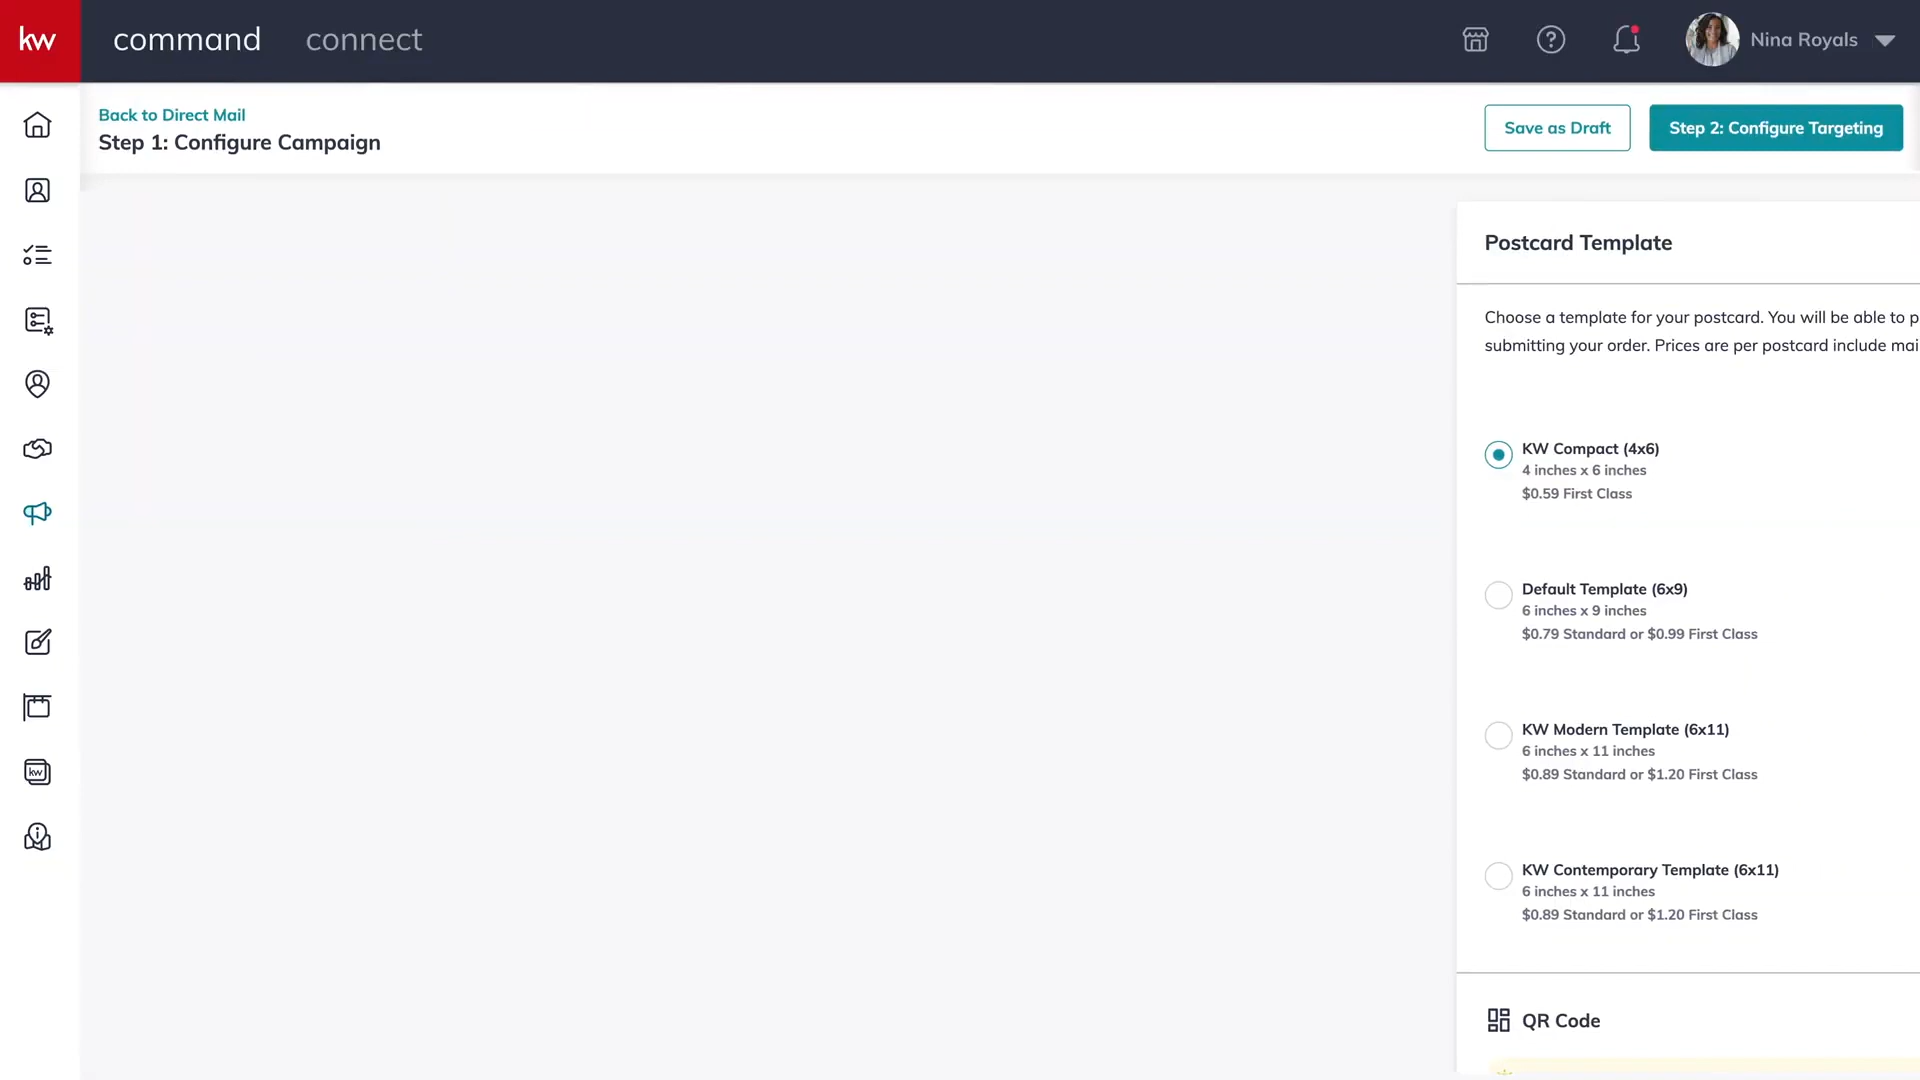 kw
command
connect
Nina Royals
Back to Direct Mail
Step 1: Configure Campaign
Save as Draft
Step 2: Configure Targeting
Postcard Template
Choose a template for your postcard. You will be able to p
submitting your order. Prices are per postcard include mai
KW Compact (4x6)
4 inches x 6 inches
$0.59 First Class
Default Template (6x9)
6 inches x 9 inches
$0.79 Standard or $0.99 First Class
KW Modern Template (6x11)
6 inches x 11 inches
$0.89 Standard or $1.20 First Class
kw
KW Contemporary Template (6x11)
6 inches x 11 inches
$0.89 Standard or $1.20 First Class
QR Code